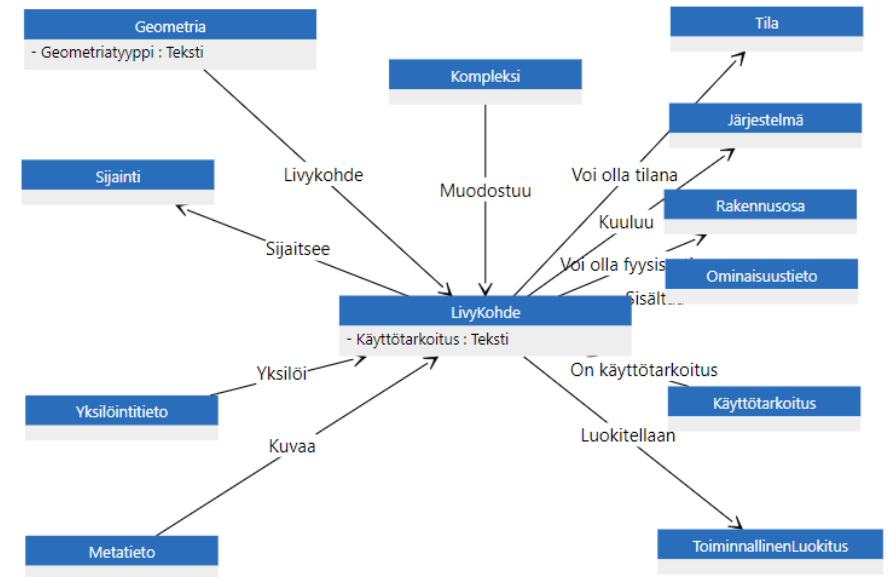 Geometria
- Geometriatyyppi : Teksti
Tila
Kompleksi
Järjestelmä
Sijainti
Livykohde
Voi olla tilana
Muodostuu
Rakennusosa
Kuuluu
Sijaitsee
Voi olla
Ominaisuustieto
LivyKohde
- Käyttötarkoitus : Teksti
Yksilöi
On käyttötarkoitus
Yksilöintitieto
Käyttötarkoitus
Luokitellaan
Kuvaa
Metatieto
ToiminnallinenLuokitus